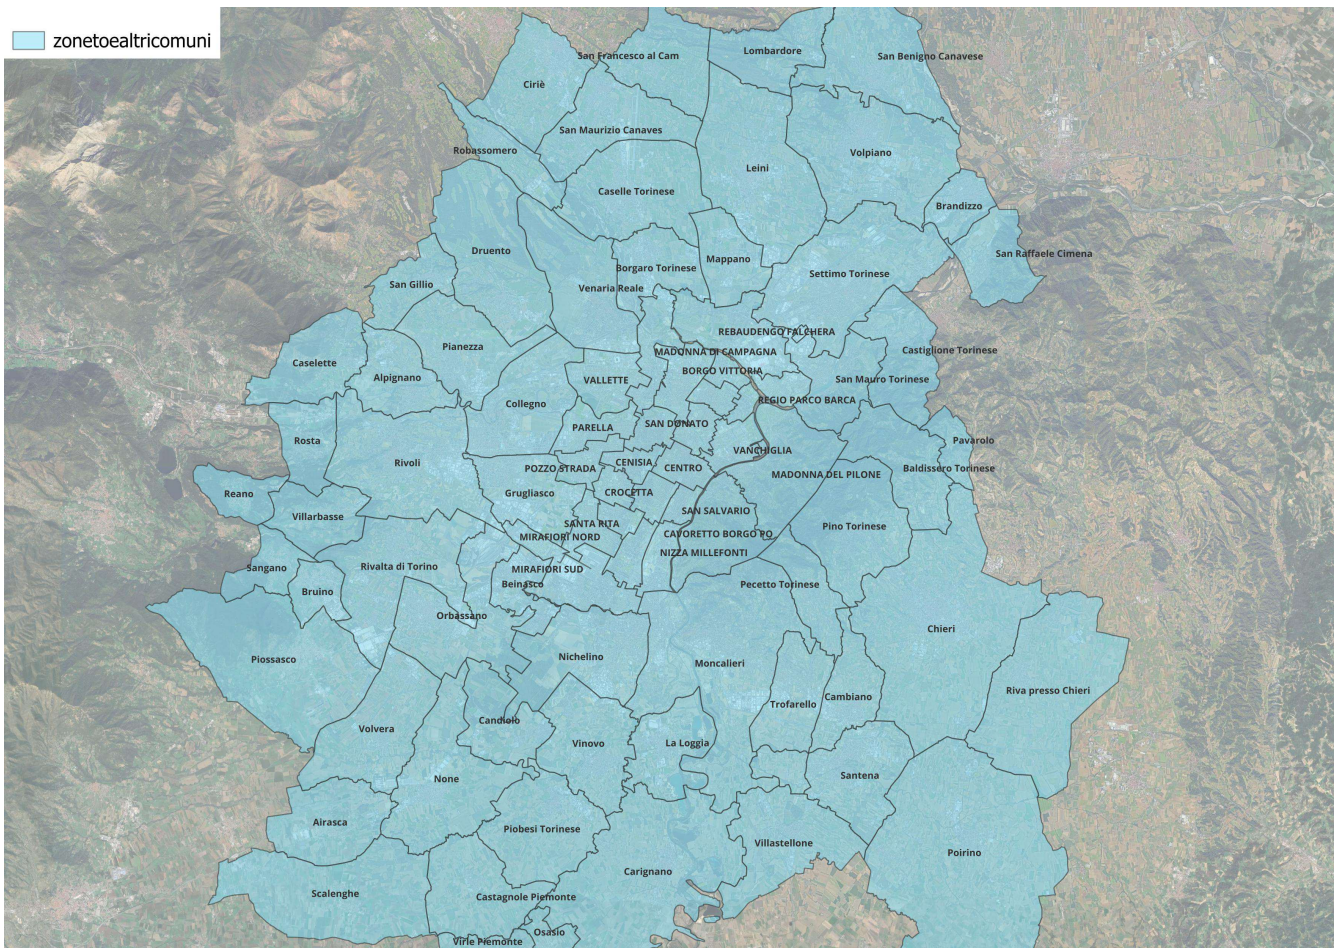 zonetoealtricomuni
San Francesco al Cam
Lombardore
San Benigno Canavese
Ciriè
San Maurizio Canaves
Robassomero
Volpiano
Leini
Caselle Torinese
Brandizzo
Druento
San Raffaele Cimena
Mappano
Borgaro Torinese
Settimo Torinese
San Gillio
Venaria Reale
REBAUDENGO FALCHERA
Pianezza
Castiglione Torinese
MADONNA DI CAMPAGNA
Caselette
BORGO VITTORIA
Alpignano
VALLETTE
San Mauro Torinese
Collegno
REGIO PARCO BARCA
PARELLA
SAN DONATO
Rosta
Pavarolo
VANCHIGLIA
Rivoli
CENISIA
POZZO STRADA
CENTRO
Baldissero Torinese
MADONNA DEL PILONE
Reano
Grugliasco
CROCETTA
Villarbasse
SAN SALVARIO
SANTA RITA
Pino Torinese
MIRAFIORI NORD
CAVORETTO BORGO PO
NIZZA MILLEFONTI
Sangano
Rivalta di Torino
MIRAFIORI SUD
Beinasco
Pecetto Torinese
Bruino
Orbassano
Chieri
Piossasco
Nichelino
Moncalieri
Riva presso Chieri
Cambiano
Trofarello
Candiolo
Volvera
Vinovo
La Loggia
None
Santena
Airasca
Piobesi Torinese
Villastellone
Poirino
Carignano
Scalenghe
Castagnole Piemonte
Osasio
Virle Piemonte